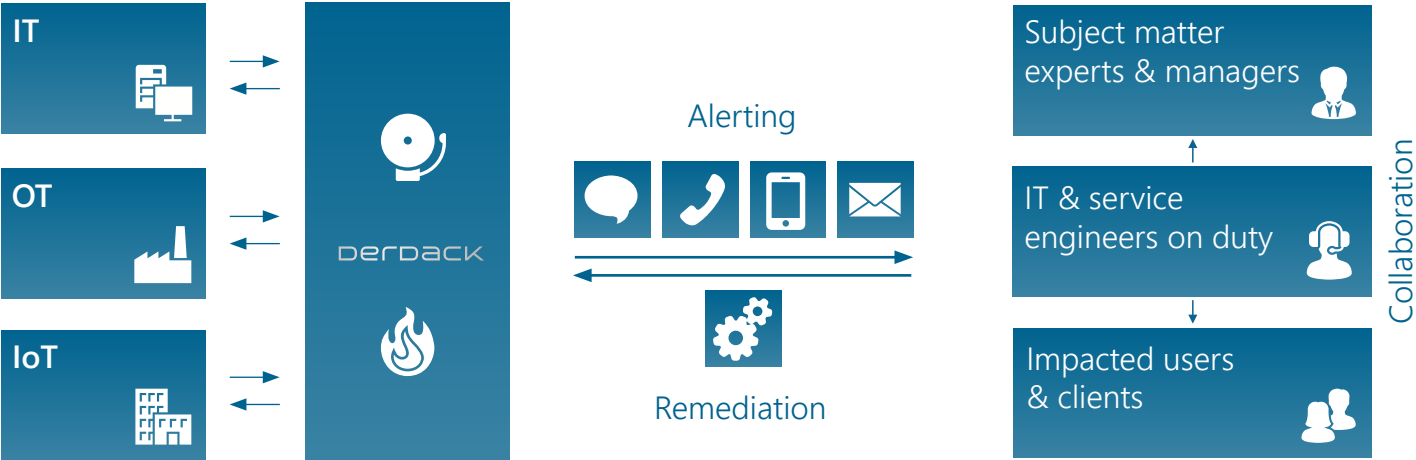 IT
OT
IoT
DERDACK
Alerting
Remediation
Subject matter
experts & managers
IT & service
engineers on duty
Impacted users
& clients
Collaboration